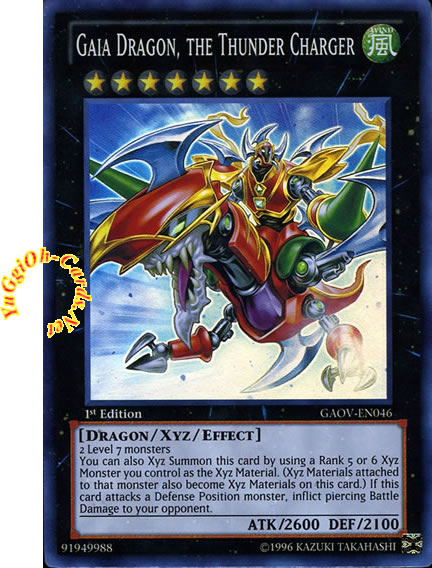 GAIA DRAGON, THE THUNDER CHARGER
WIND
風
YuGgiOh-Cards.Net
1st Edition
GAOV-EN046
[DRAGON/XYZ/EFFECT]
2 Level 7 monsters
You can also Xyz Summon this card by using a Rank 5 or 6 Xyz
Monster you control as the Xyz Material. (Xyz Materials attached
to that monster also become Xyz Materials on this card.) If this
card attacks a Defense Position monster, inflict piercing Battle
Damage to your opponent.
ATK/2600 DEF/2100
91949988
©1996 KAZUKI TAKAHASHI